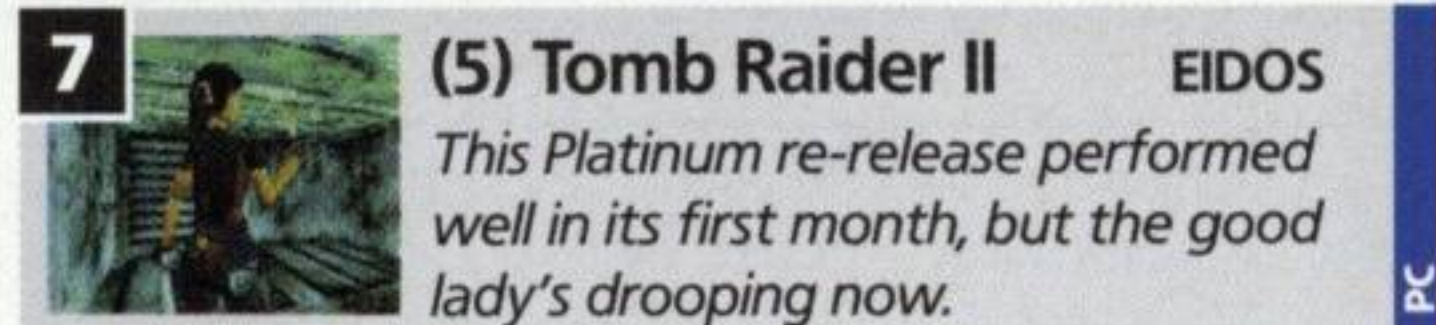 7
(5) Tomb Raider II EIDOS
This Platinum re-release performed
well in its first month, but the good
lady's drooping now.
PC